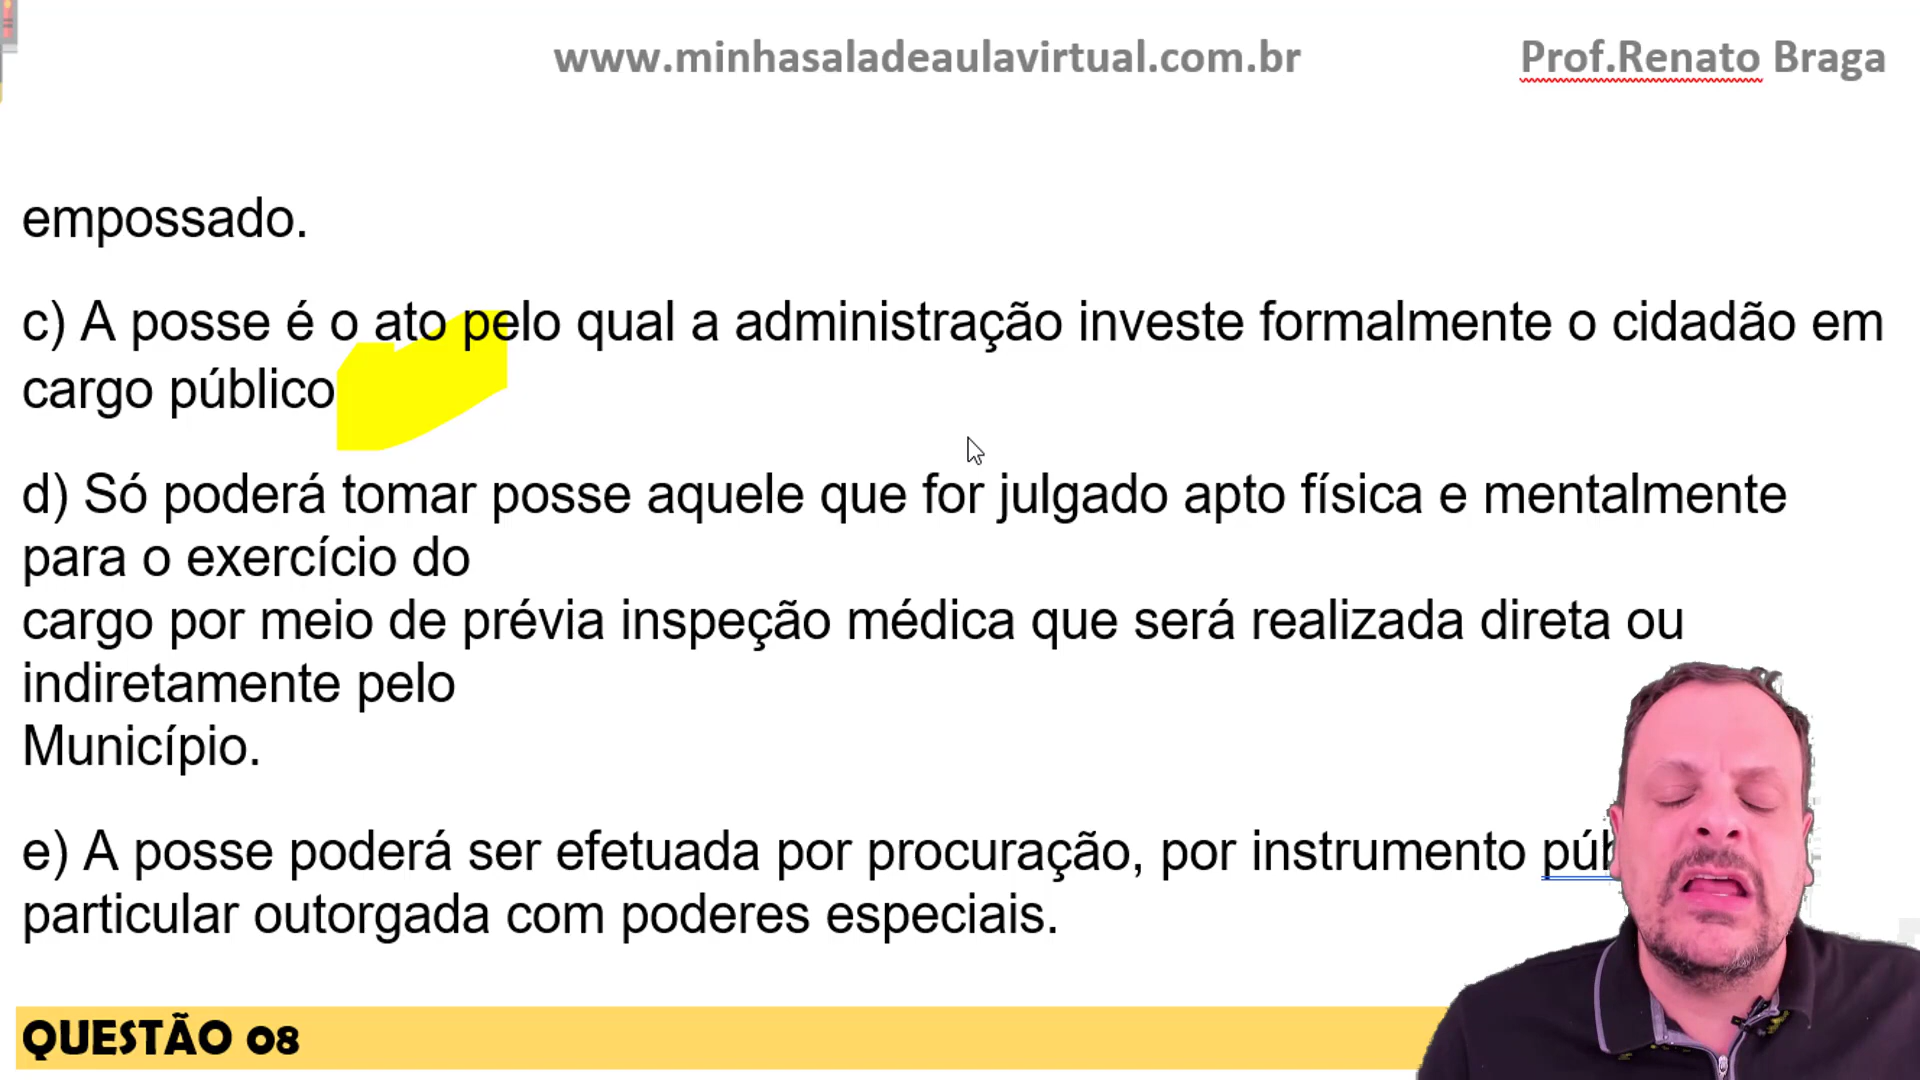 www.minhasaladeaulavirtual.com.br
Prof.Renato Braga
empossado.
c) A posse é o ato pelo qual a administração investe formalmente o cidadão em
cargo público
d) Só poderá tomar posse aquele que for julgado apto física e mentalmente
para o exercício do
cargo por meio de prévia inspeção médica que será realizada direta ou
indiretamente pelo
Município.
e) A posse poderá ser efetuada por procuração, por instrumento
particular outorgada com poderes especiais.
QUESTÃO 08